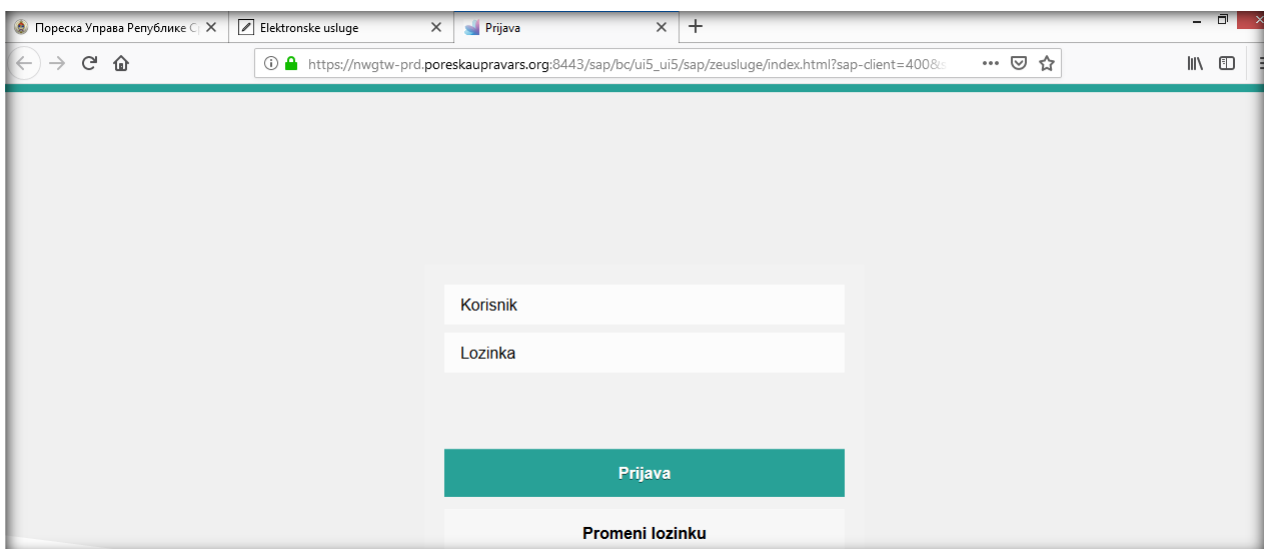 Пореска Управа Републике С
Elektronske usluge
Prijava
https://nwgtw-prd.poreskaupravars.org:8443/sap/bc/ui5_ui5/sap/zeusluge/index.html?sap-client=400&
Korisnik
Lozinka
Prijava
Promeni lozinku